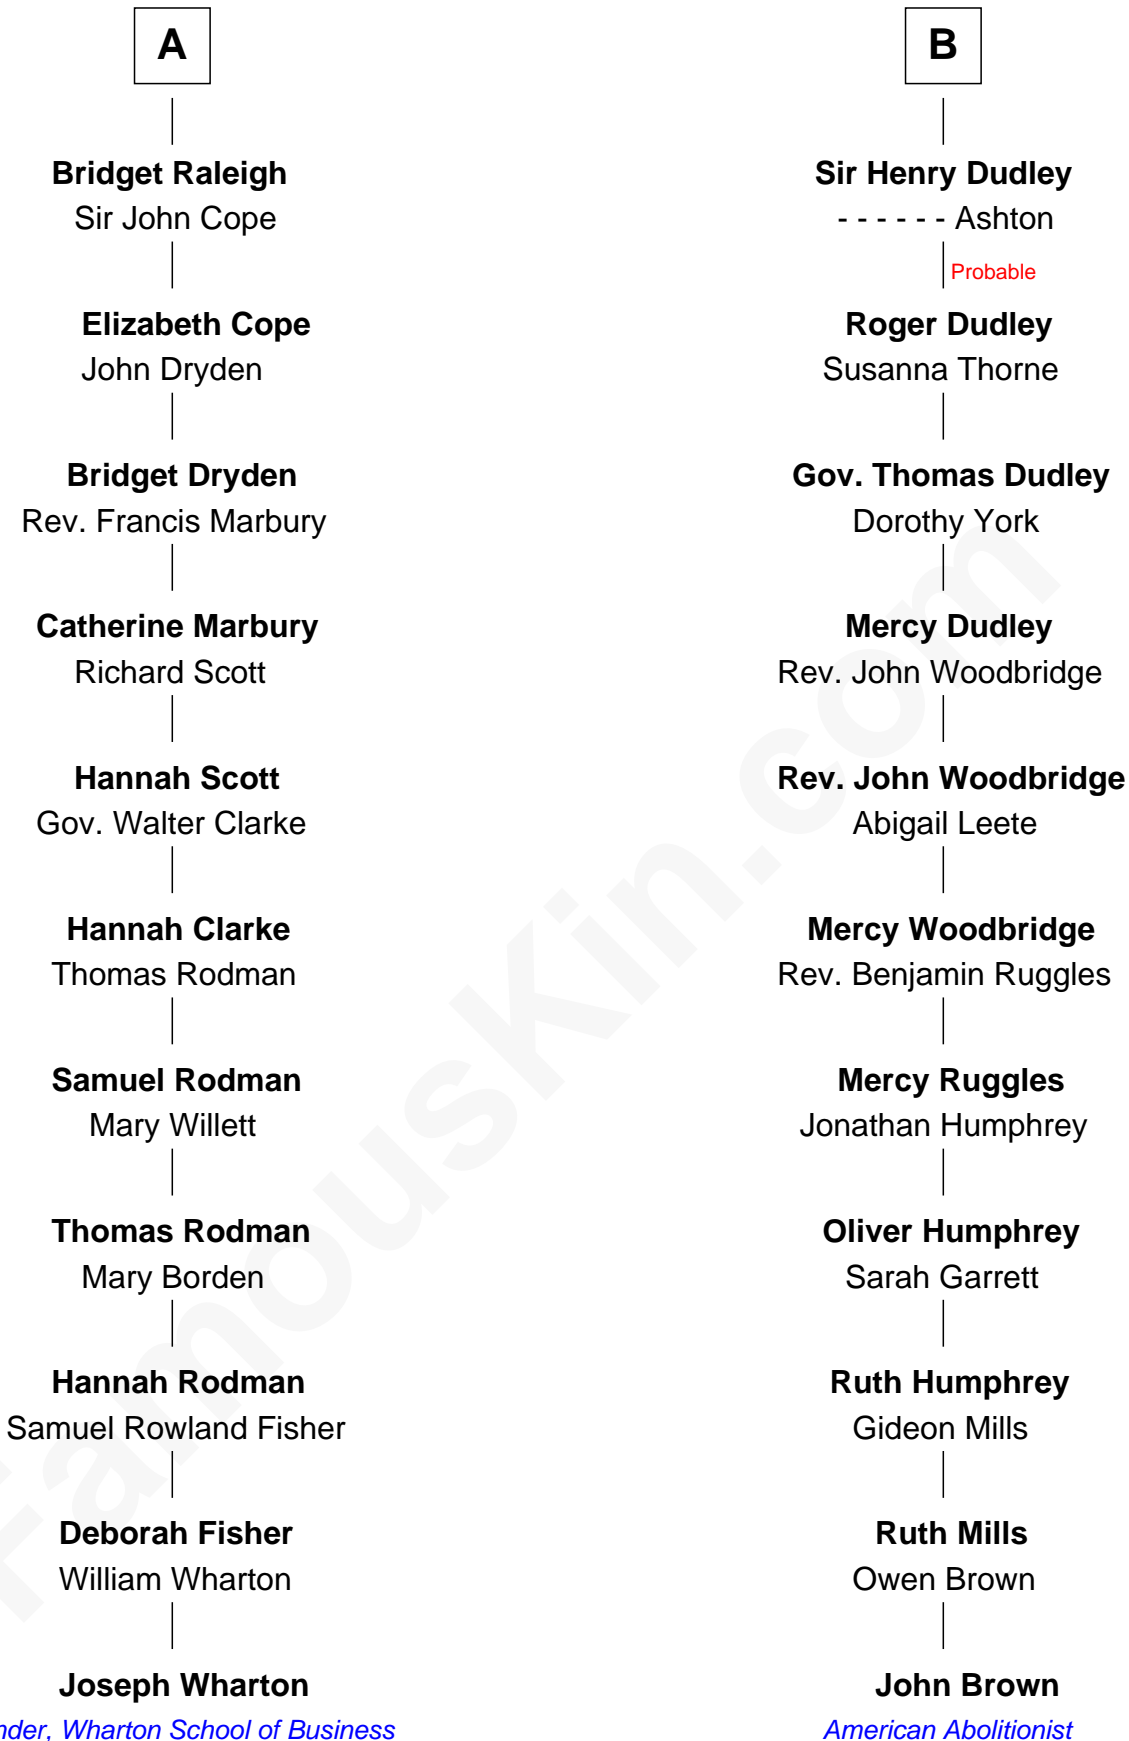 A
Bridget Raleigh
Sir John Cope
Elizabeth Cope
John Dryden
Bridget Dryden
Rev. Francis Marbury
Catherine Marbury
Richard Scott
Hannah Scott
Gov. Walter Clarke
Hannah Clarke
Thomas Rodman
Samuel Rodman
Mary Willett
Thomas Rodman
Mary Borden
Hannah Rodman
Samuel Rowland Fisher
Deborah Fisher
William Wharton
Joseph Wharton
nder, Wharton School of Business
B
Sir Henry Dudley
- - - - - - Ashton
Probable
Roger Dudley
Susanna Thorne
Gov. Thomas Dudley
Dorothy York
Mercy Dudley
Rev. John Woodbridge
Rev. John Woodbridge
Abigail Leete
Mercy Woodbridge
Rev. Benjamin Ruggles
Mercy Ruggles
Jonathan Humphrey
Oliver Humphrey
Sarah Garrett
Ruth Humphrey
Gideon Mills
Ruth Mills
Owen Brown
John Brown
American Abolitionist
FamousKin.com